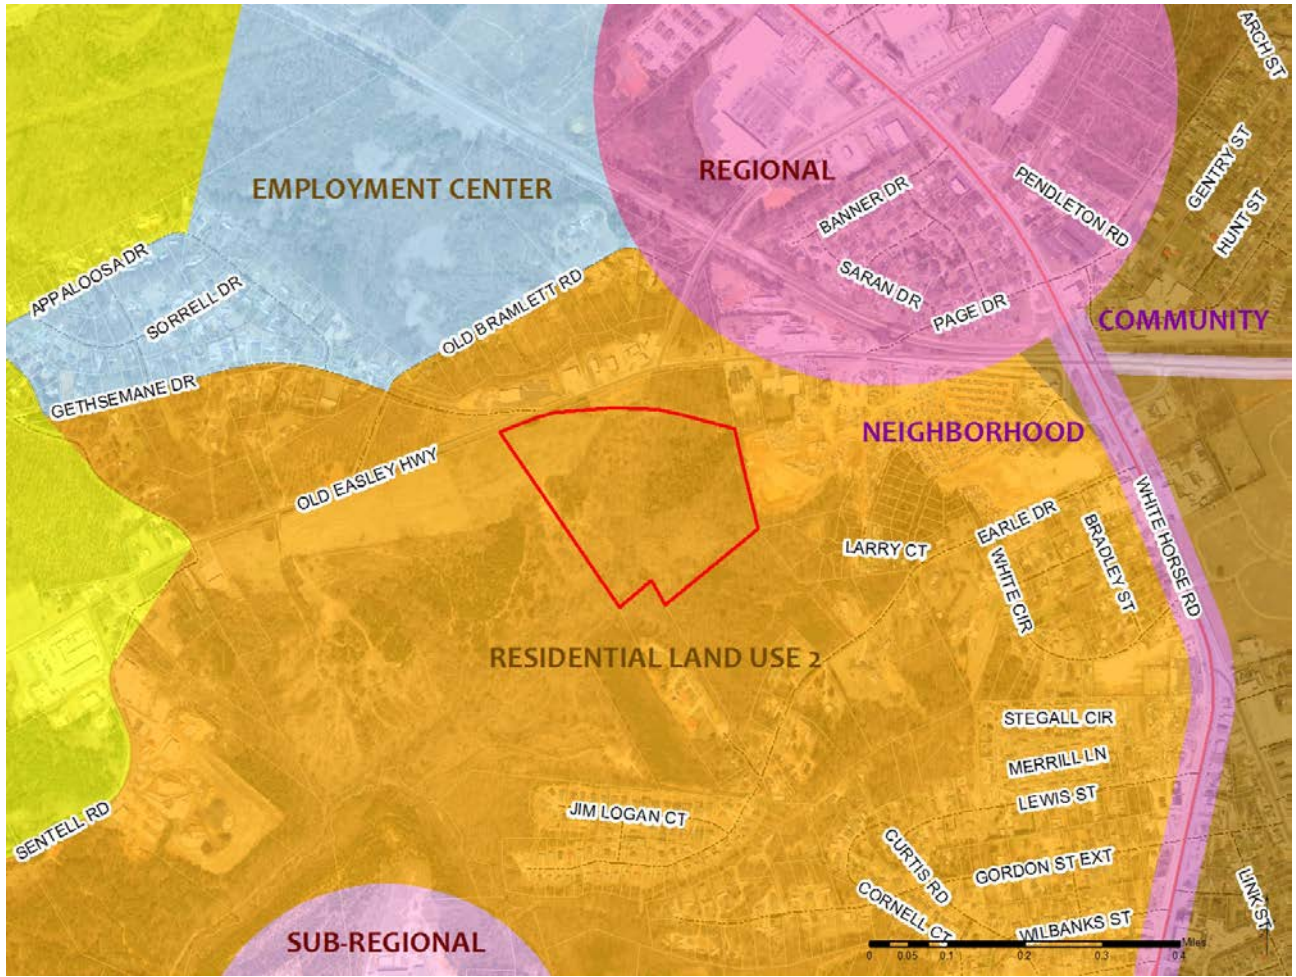 ARCH ST
GENTRY ST
HUNT ST
REGIONAL
EMPLOYMENT CENTER
BANNER DR
PENDLETON RD
APPALOOSA DR
SORRELL DR
SARAN DR
OLD BRAMLETT RD
PAGE DR
COMMUNITY
GETHSEMANE DR
NEIGHBORHOOD
OLD EASLEY HWY
WHITE HORSE RD
EARLE DR
BRADLEY ST
LARRY CT
WHITE CIR
RESIDENTIAL LAND USE 2
STEGALL CIR
MERRILL LN
LEWIS ST
JIM LOGAN CT
SENTELL RD
CURTIS RD
GORDON ST EXT
LINK ST
CORNELL CT
WILBANKS ST
SUB-REGIONAL
Miles
0 0.05 0.1 0.2 0.3 0.4